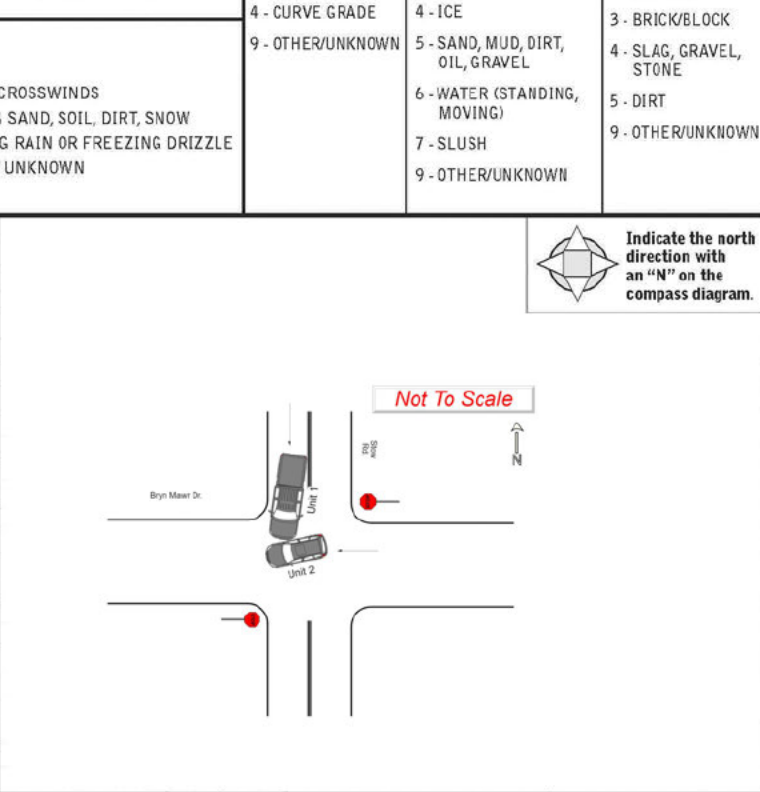 CROSSWINDS
SAND, SOIL, DIRT, SNOW
G RAIN OR FREEZING DRIZZLE
UNKNOWN
4 - CURVE GRADE
9 - OTHER/UNKNOWN
4 - ICE
5 - SAND, MUD, DIRT,
OIL, GRAVEL
6 - WATER (STANDING,
MOVING)
7 - SLUSH
9 - OTHER/UNKNOWN
3 - BRICK/BLOCK
4 - SLAG, GRAVEL,
STONE
5 - DIRT
9 - OTHER/UNKNOWN
Indicate the north
direction with
an “N” on the
compass diagram.
Not To Scale
Stow
Rd.
N
Bryn Mawr Dr.
Unit 1
Unit 2